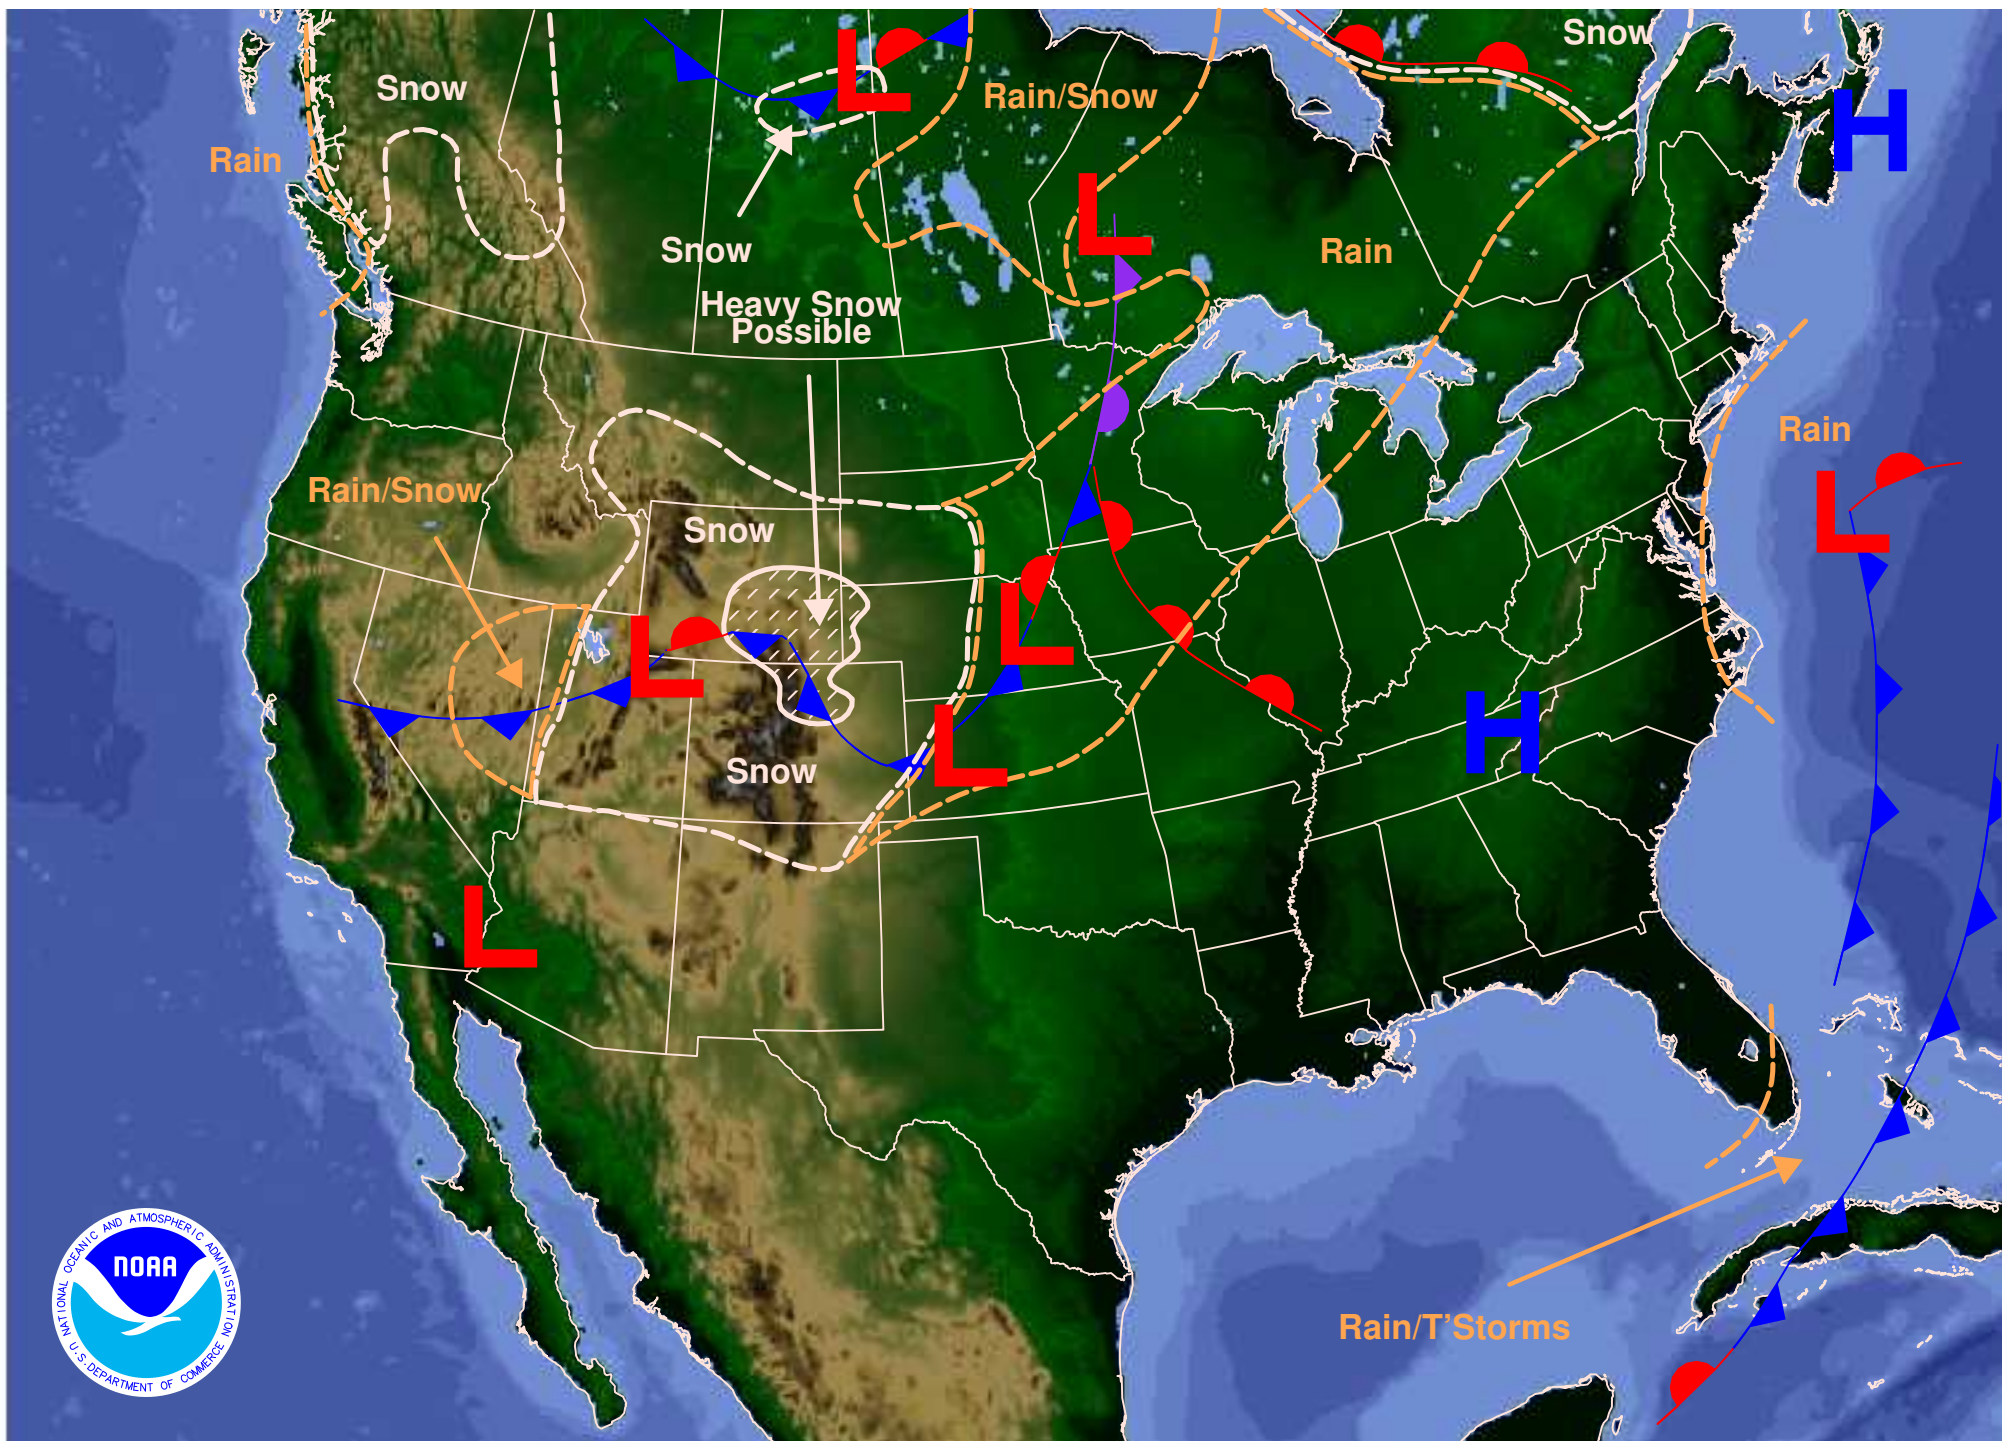 Snow
L
Snow
Rain/Snow
H
Rain
L
Rain
Snow
Heavy Snow
Possible
Rain
Rain/Snow
L
Snow
L
L
H
L
Snow
L
NATIONAL OCEANIC AND ATMOSPHERIC ADMINISTRATION
NOAA
U.S. DEPARTMENT OF COMMERCE
Rain/T'Storms